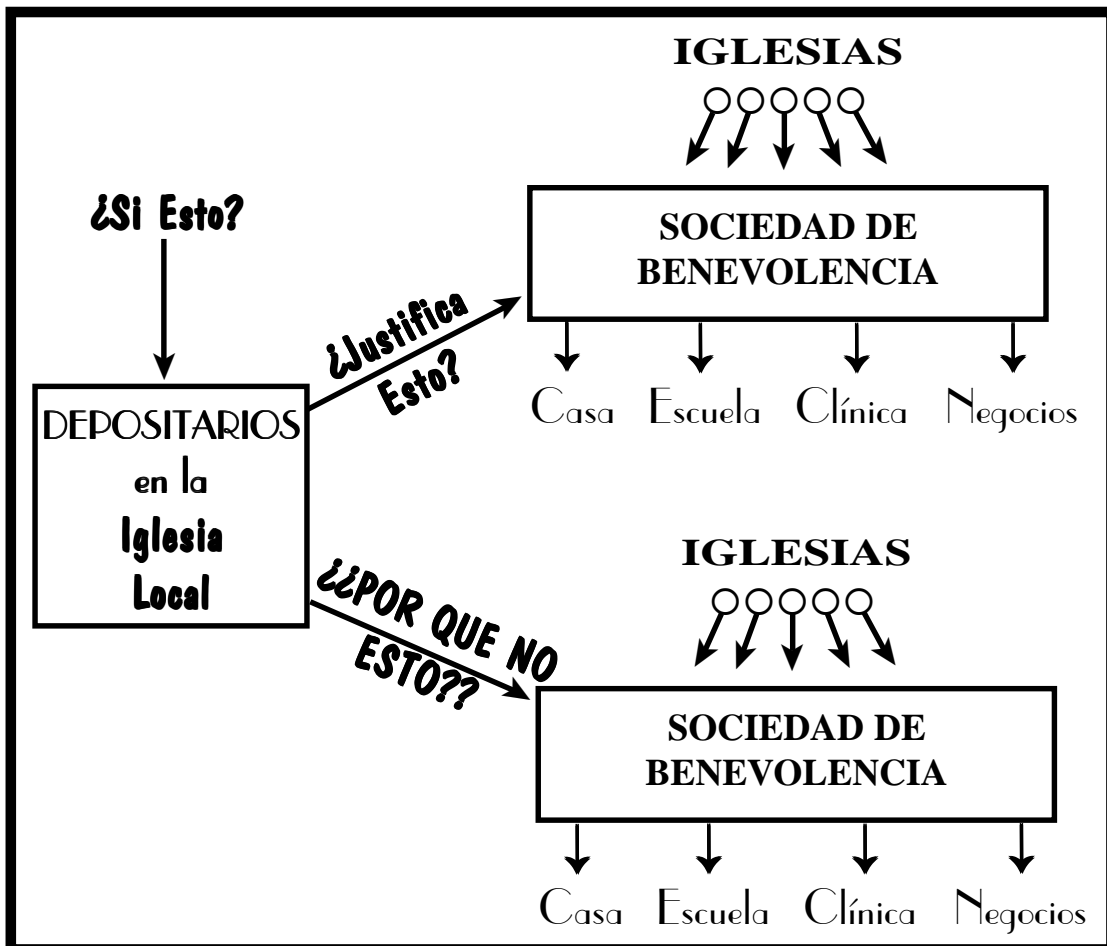 ¿Si Esto?
DEPOSITARIOS
en la
Iglesia
Local
¿Justifica
Esto?
IGLESIAS
SOCIEDAD DE
BENEVOLENCIA
Casa Escuela Clínica Negocios
¿¿POR QUE NO
ESTO??
IGLESIAS
SOCIEDAD DE
BENEVOLENCIA
Casa Escuela Clínica Negocios